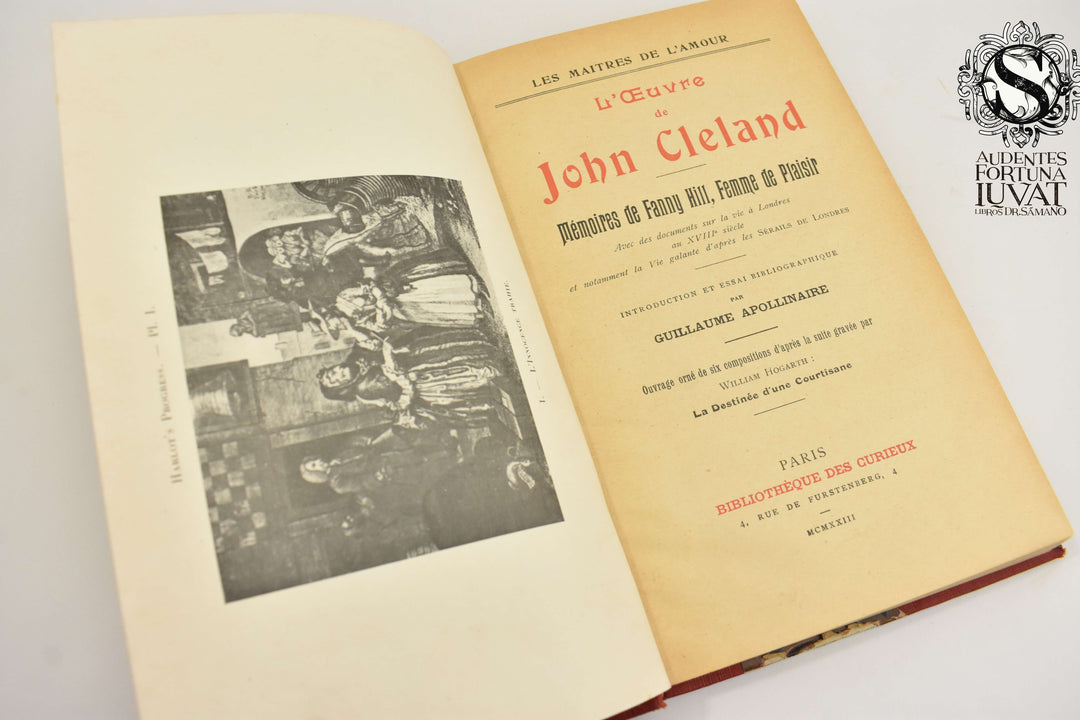 HARLOT'S PROGRESS. — PL. I.
I. — L'INNOCENCE TRAHIE.
LES MAITRES DE L'AMOUR
L'Œuvre
de
John Cleland
Mémoires de Fanny Hill, Femme de Plaisir
Avec des documents sur la vie à Londres
au XVIIIe siècle
et notamment la Vie galante d'après les SÉRAILS DE LONDRES
INTRODUCTION ET ESSAI BIBLIOGRAPHIQUE
PAR
GUILLAUME APOLLINAIRE
Ouvrage orné de six compositions d'après la suite gravée par
WILLIAM HOGARTH :
La Destinée d'une Courtisane
PARIS
BIBLIOTHÈQUE DES CURIEUX
4, RUE DE FURSTENBERG, 4
MCMXXIII
S
AUDENTES
FORTUNA
IUVAT
LIBROS DR. SÁMANO